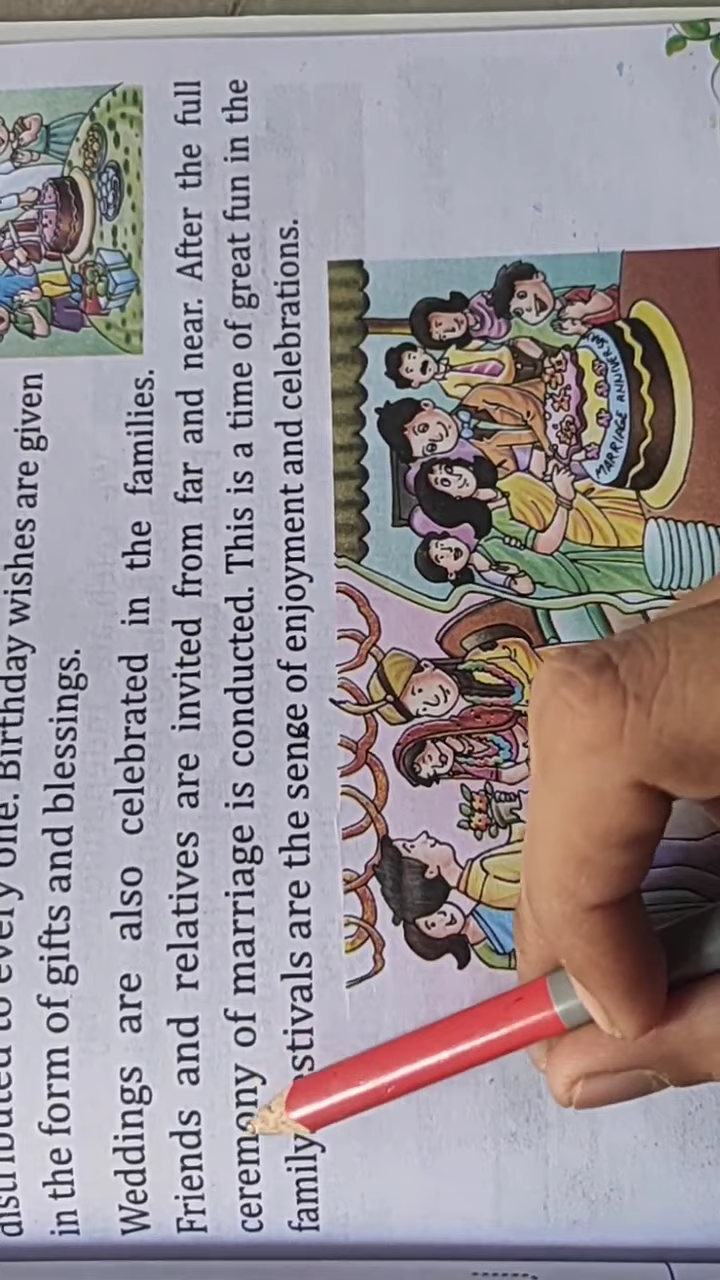 distributed to every one. Birthday wishes are given
in the form of gifts and blessings.
Weddings are also celebrated in the families.
Friends and relatives are invited from far and near. After the full
ceremony of marriage is conducted. This is a time of great fun in the
family stivals are the sense of enjoyment and celebrations.
MARRIAGE ANNIVERSA